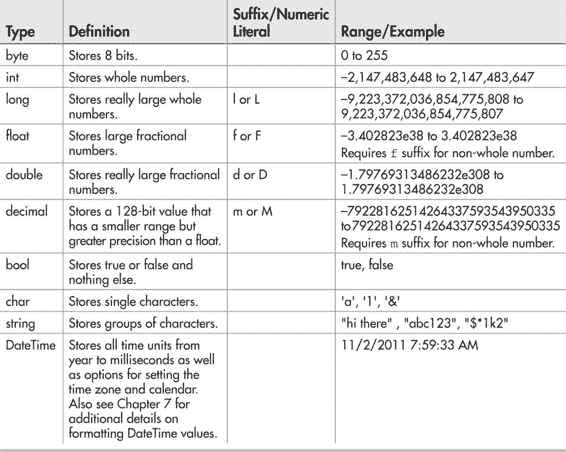 Type Definition Suffix/Numeric Literal Range/Example
byte Stores 8 bits. 0 to 255
int Stores whole numbers. –2,147,483,648 to 2,147,483,647
long Stores really large whole numbers. l or L –9,223,372,036,854,775,808 to 9,223,372,036,854,775,807
float Stores large fractional numbers. f or F –3.402823e38 to 3.402823e38
Requires f suffix for non-whole number.
double Stores really large fractional numbers. d or D –1.79769313486232e308 to 1.79769313486232e308
decimal Stores a 128-bit value that has a smaller range but greater precision than a float. m or M –79228162514264337593543950335 to 79228162514264337593543950335
Requires m suffix for non-whole number.
bool Stores true or false and nothing else. true, false
char Stores single characters. 'a', '1', '&'
string Stores groups of characters. "hi there" , "abc123", "$*1k2"
DateTime Stores all time units from year to milliseconds as well as options for setting the time zone and calendar. Also see Chapter 7 for additional details on formatting DateTime values. 11/2/2011 7:59:33 AM